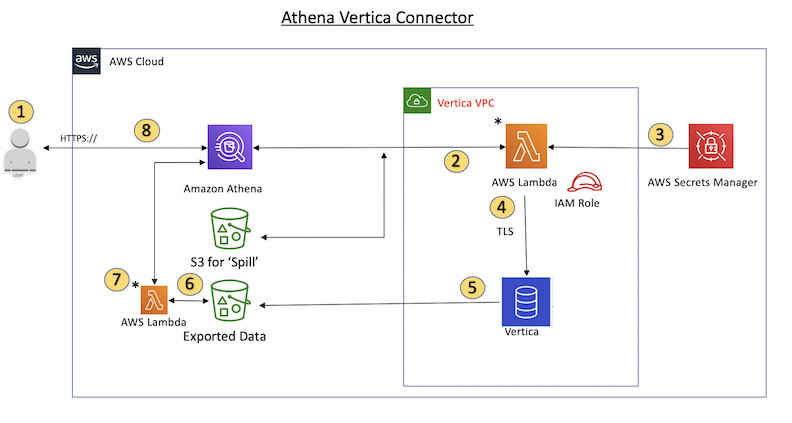 Athena Vertica Connector
aws
AWS Cloud
1
HTTPS://
user
8
Amazon Athena
Vertica VPC
*
2
AWS Lambda
IAM Role
3
AWS Secrets Manager
4
TLS
S3 for ‘Spill’
7
*
AWS Lambda
6
Exported Data
5
Vertica